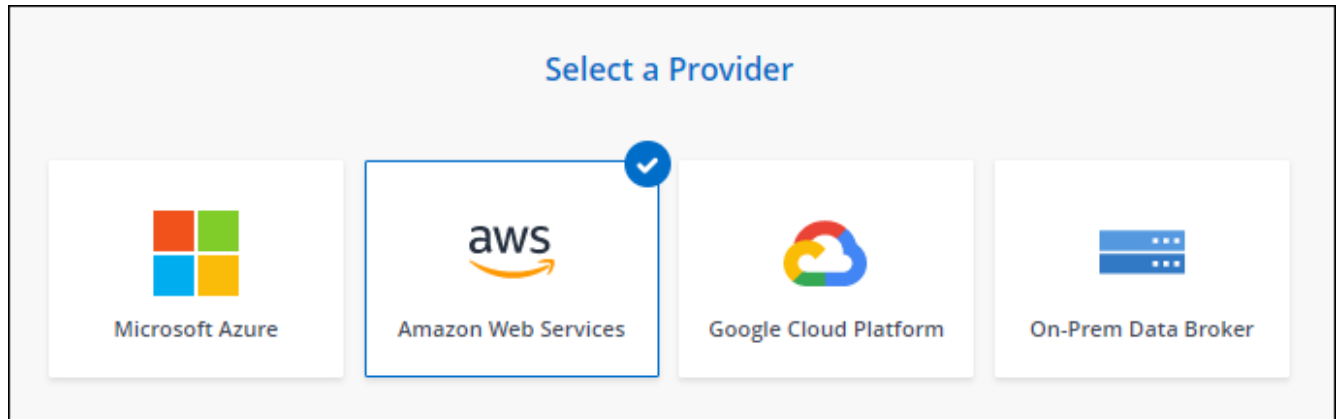 Select a Provider
aws
Microsoft Azure
Amazon Web Services
Google Cloud Platform
On-Prem Data Broker